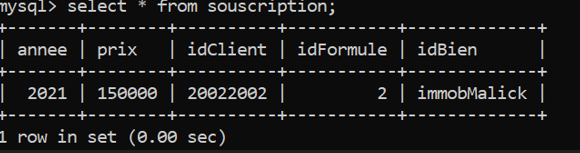 mysql> select * from souscription;
+-------+--------+----------+-----------+-------------+
| annee | prix   | idClient | idFormule | idBien      |
+-------+--------+----------+-----------+-------------+
|  2021 | 150000 | 20022002 |         2 | immobMalick |
+-------+--------+----------+-----------+-------------+
1 row in set (0.00 sec)